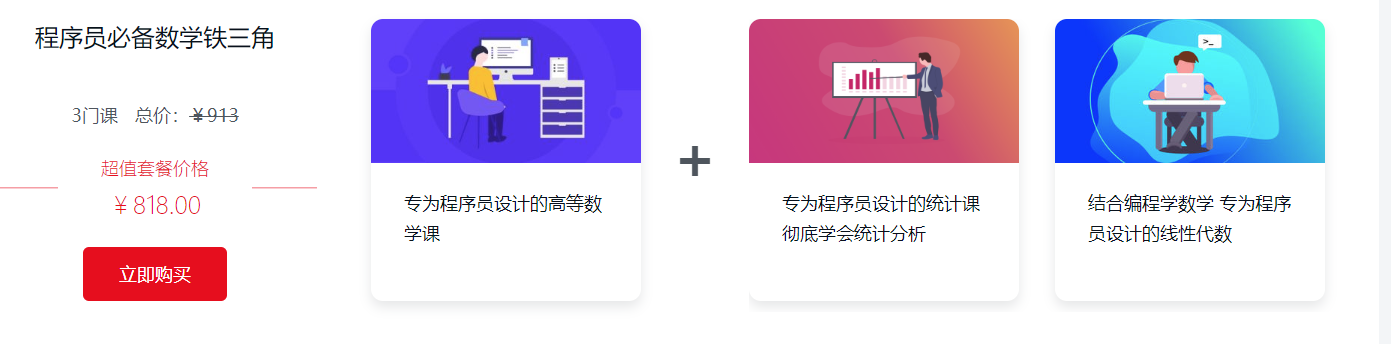 程序员必备数学铁三角
3门课 总价：￥913
超值套餐价格
￥818.00
立即购买
专为程序员设计的高等数
学课
+
专为程序员设计的统计课
彻底学会统计分析
>_
结合编程学数学 专为程序
员设计的线性代数